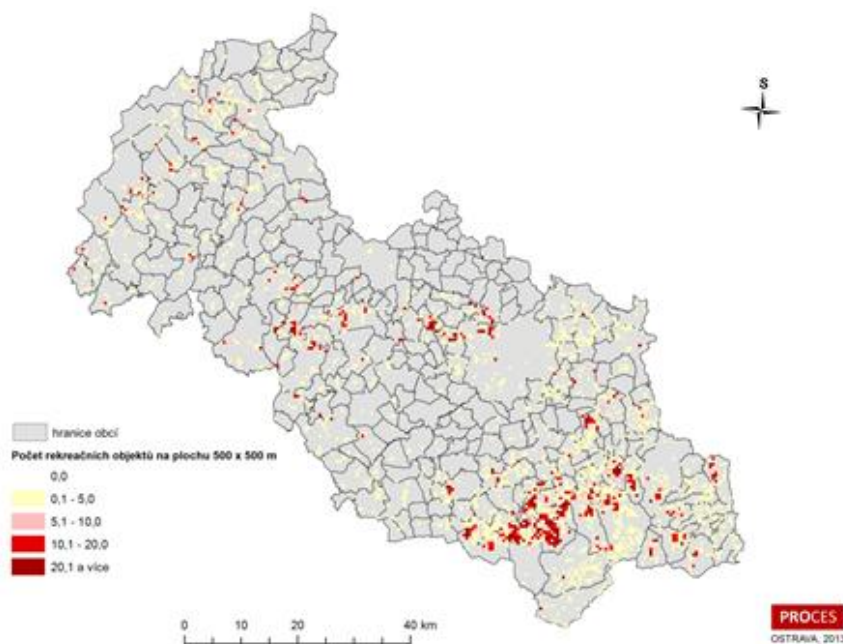 S
hranice obcí
Počet rekreačních objektů na plochu 500 x 500 m
0,0
0,1 - 5,0
5,1 - 10,0
10,1 - 20,0
20,1 a více
0 10 20 40 km
PROCES
OSTRAVA, 2013